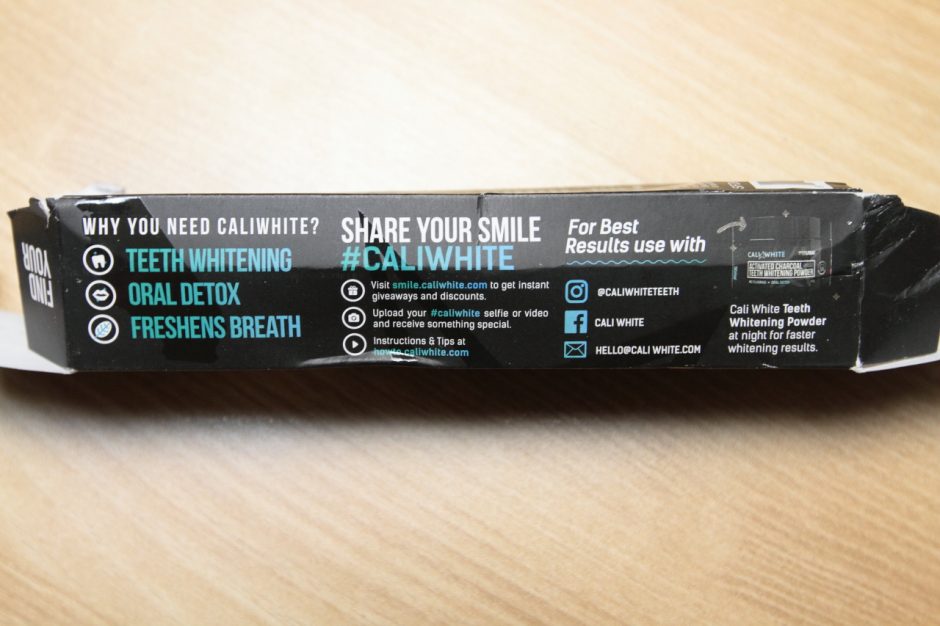 FIND
YOUR
WHY YOU NEED CALIWHITE?
TEETH WHITENING
ORAL DETOX
FRESHENS BREATH
SHARE YOUR SMILE
#CALIWHITE
Visit smile.caliwhite.com to get instant
giveaways and discounts.
Upload your #caliwhite selfie or video
and receive something special.
Instructions & Tips at
howto.caliwhite.com
For Best
Results use with
@CALIWHITETEETH
CALI WHITE
HELLO@CALI WHITE.COM
CALI WHITE
ACTIVATED CHARCOAL
TEETH WHITENING POWDER
Cali White Teeth
Whitening Powder
at night for faster
whitening results.